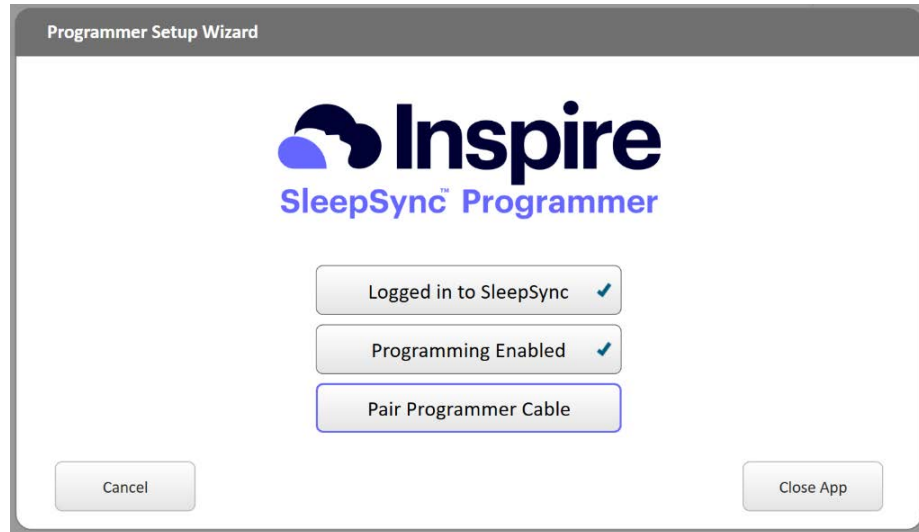 Programmer Setup Wizard
Inspire
SleepSync™ Programmer
Logged in to SleepSync ✓
Programming Enabled ✓
Pair Programmer Cable
Cancel
Close App